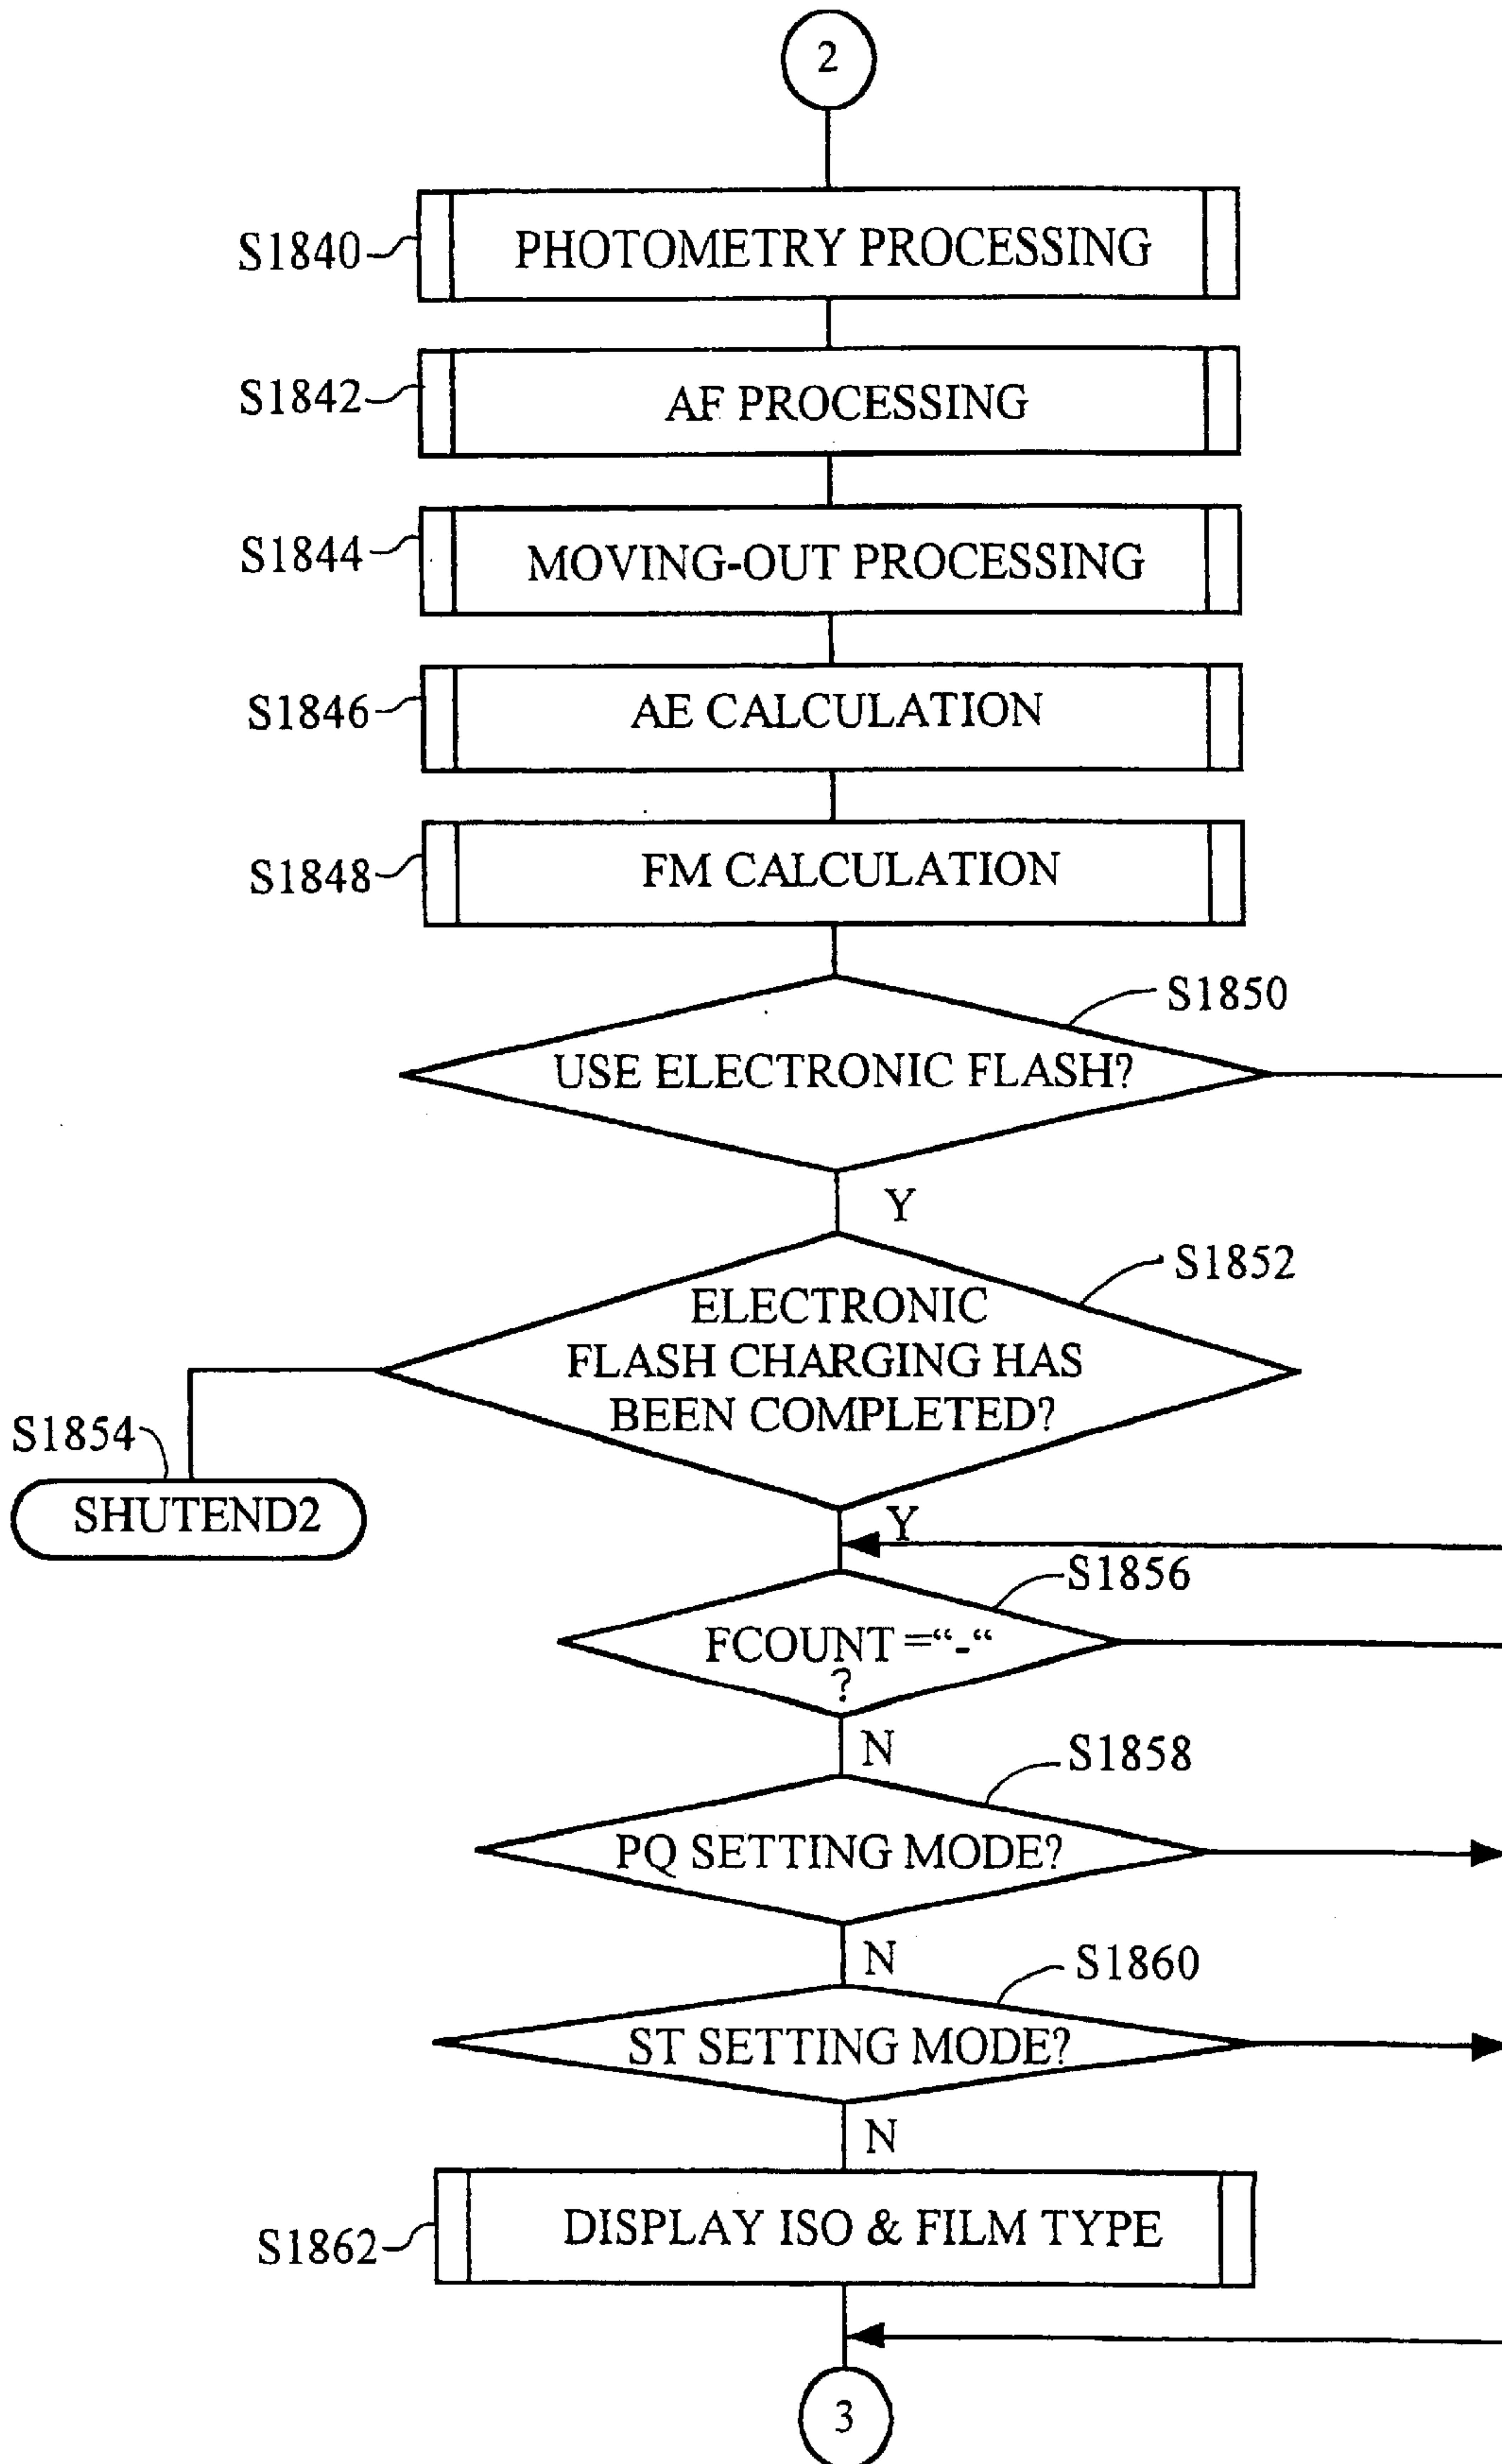 2
S1840
PHOTOMETRY PROCESSING
S1842
AF PROCESSING
S1844
MOVING-OUT PROCESSING
S1846
AE CALCULATION
S1848
FM CALCULATION
S1850
USE ELECTRONIC FLASH?
Y
S1852
ELECTRONIC
FLASH CHARGING HAS
BEEN COMPLETED?
S1854
SHUTEND2
Y
S1856
FCOUNT =“-“
?
N
S1858
PQ SETTING MODE?
N
S1860
ST SETTING MODE?
N
S1862
DISPLAY ISO & FILM TYPE
3